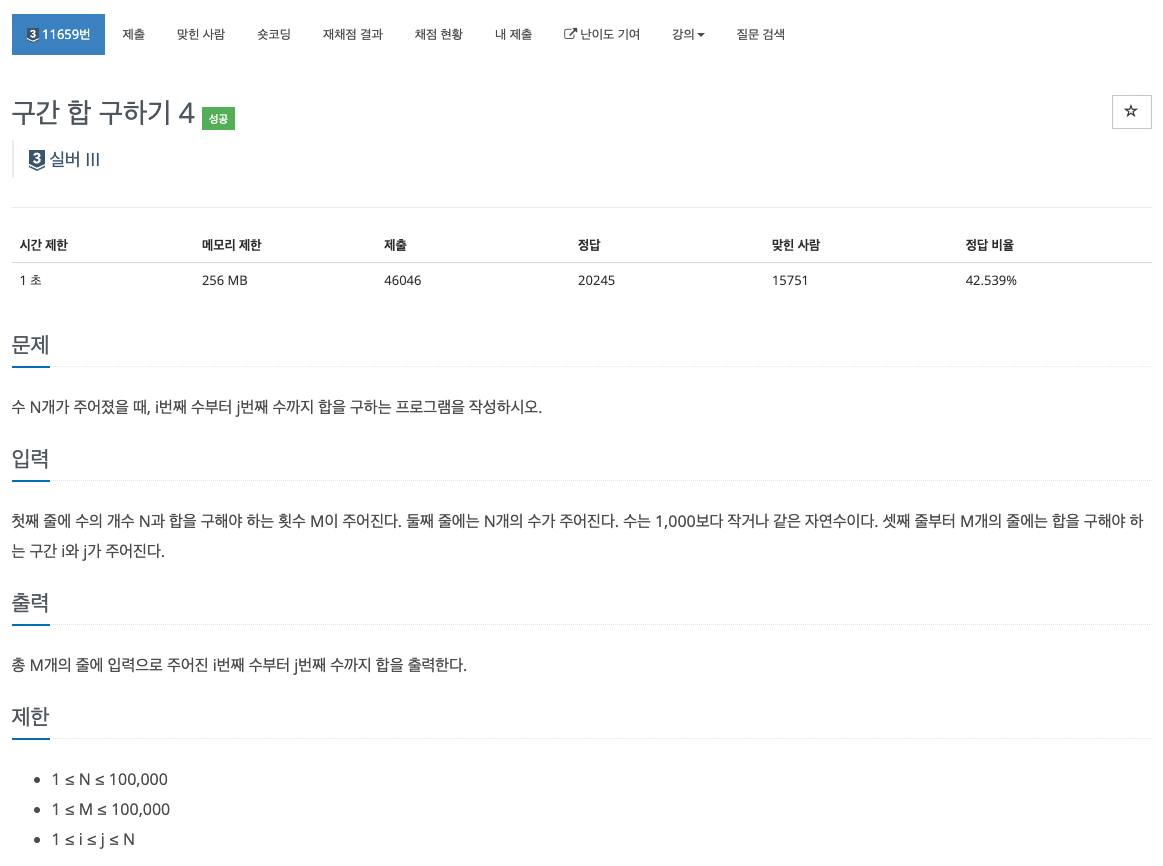 3 11659번 제출 맞힌 사람 숏코딩 재채점 결과 채점 현황 내 제출 난이도 기여 강의 질문 검색
구간 합 구하기 4 성공
3 실버 III
시간 제한 메모리 제한 제출 정답 맞힌 사람 정답 비율
1 초 256 MB 46046 20245 15751 42.539%
문제
수 N개가 주어졌을 때, i번째 수부터 j번째 수까지 합을 구하는 프로그램을 작성하시오.
입력
첫째 줄에 수의 개수 N과 합을 구해야 하는 횟수 M이 주어진다. 둘째 줄에는 N개의 수가 주어진다. 수는 1,000보다 작거나 같은 자연수이다. 셋째 줄부터 M개의 줄에는 합을 구해야 하
는 구간 i와 j가 주어진다.
출력
총 M개의 줄에 입력으로 주어진 i번째 수부터 j번째 수까지 합을 출력한다.
제한
• 1 ≤ N ≤ 100,000
• 1 ≤ M ≤ 100,000
• 1 ≤ i ≤ j ≤ N